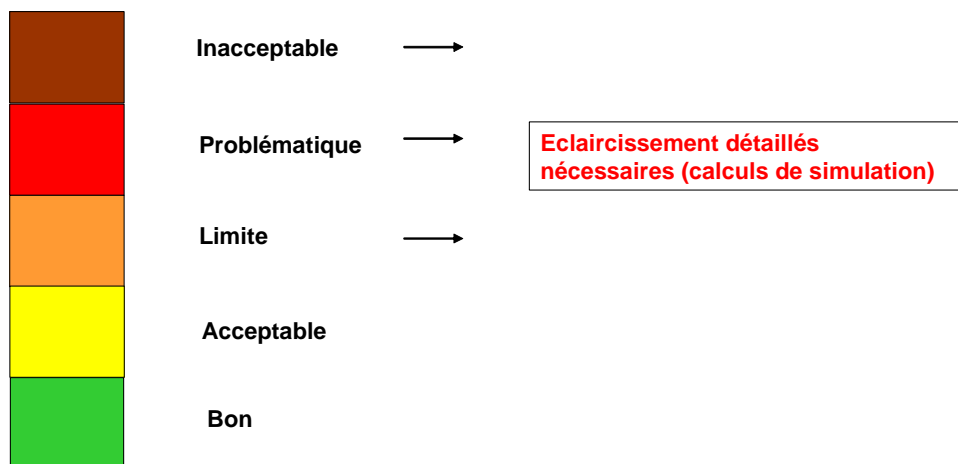 Inacceptable
Problématique
Eclaircissement détaillés
nécessaires (calculs de simulation)
Limite
Acceptable
Bon